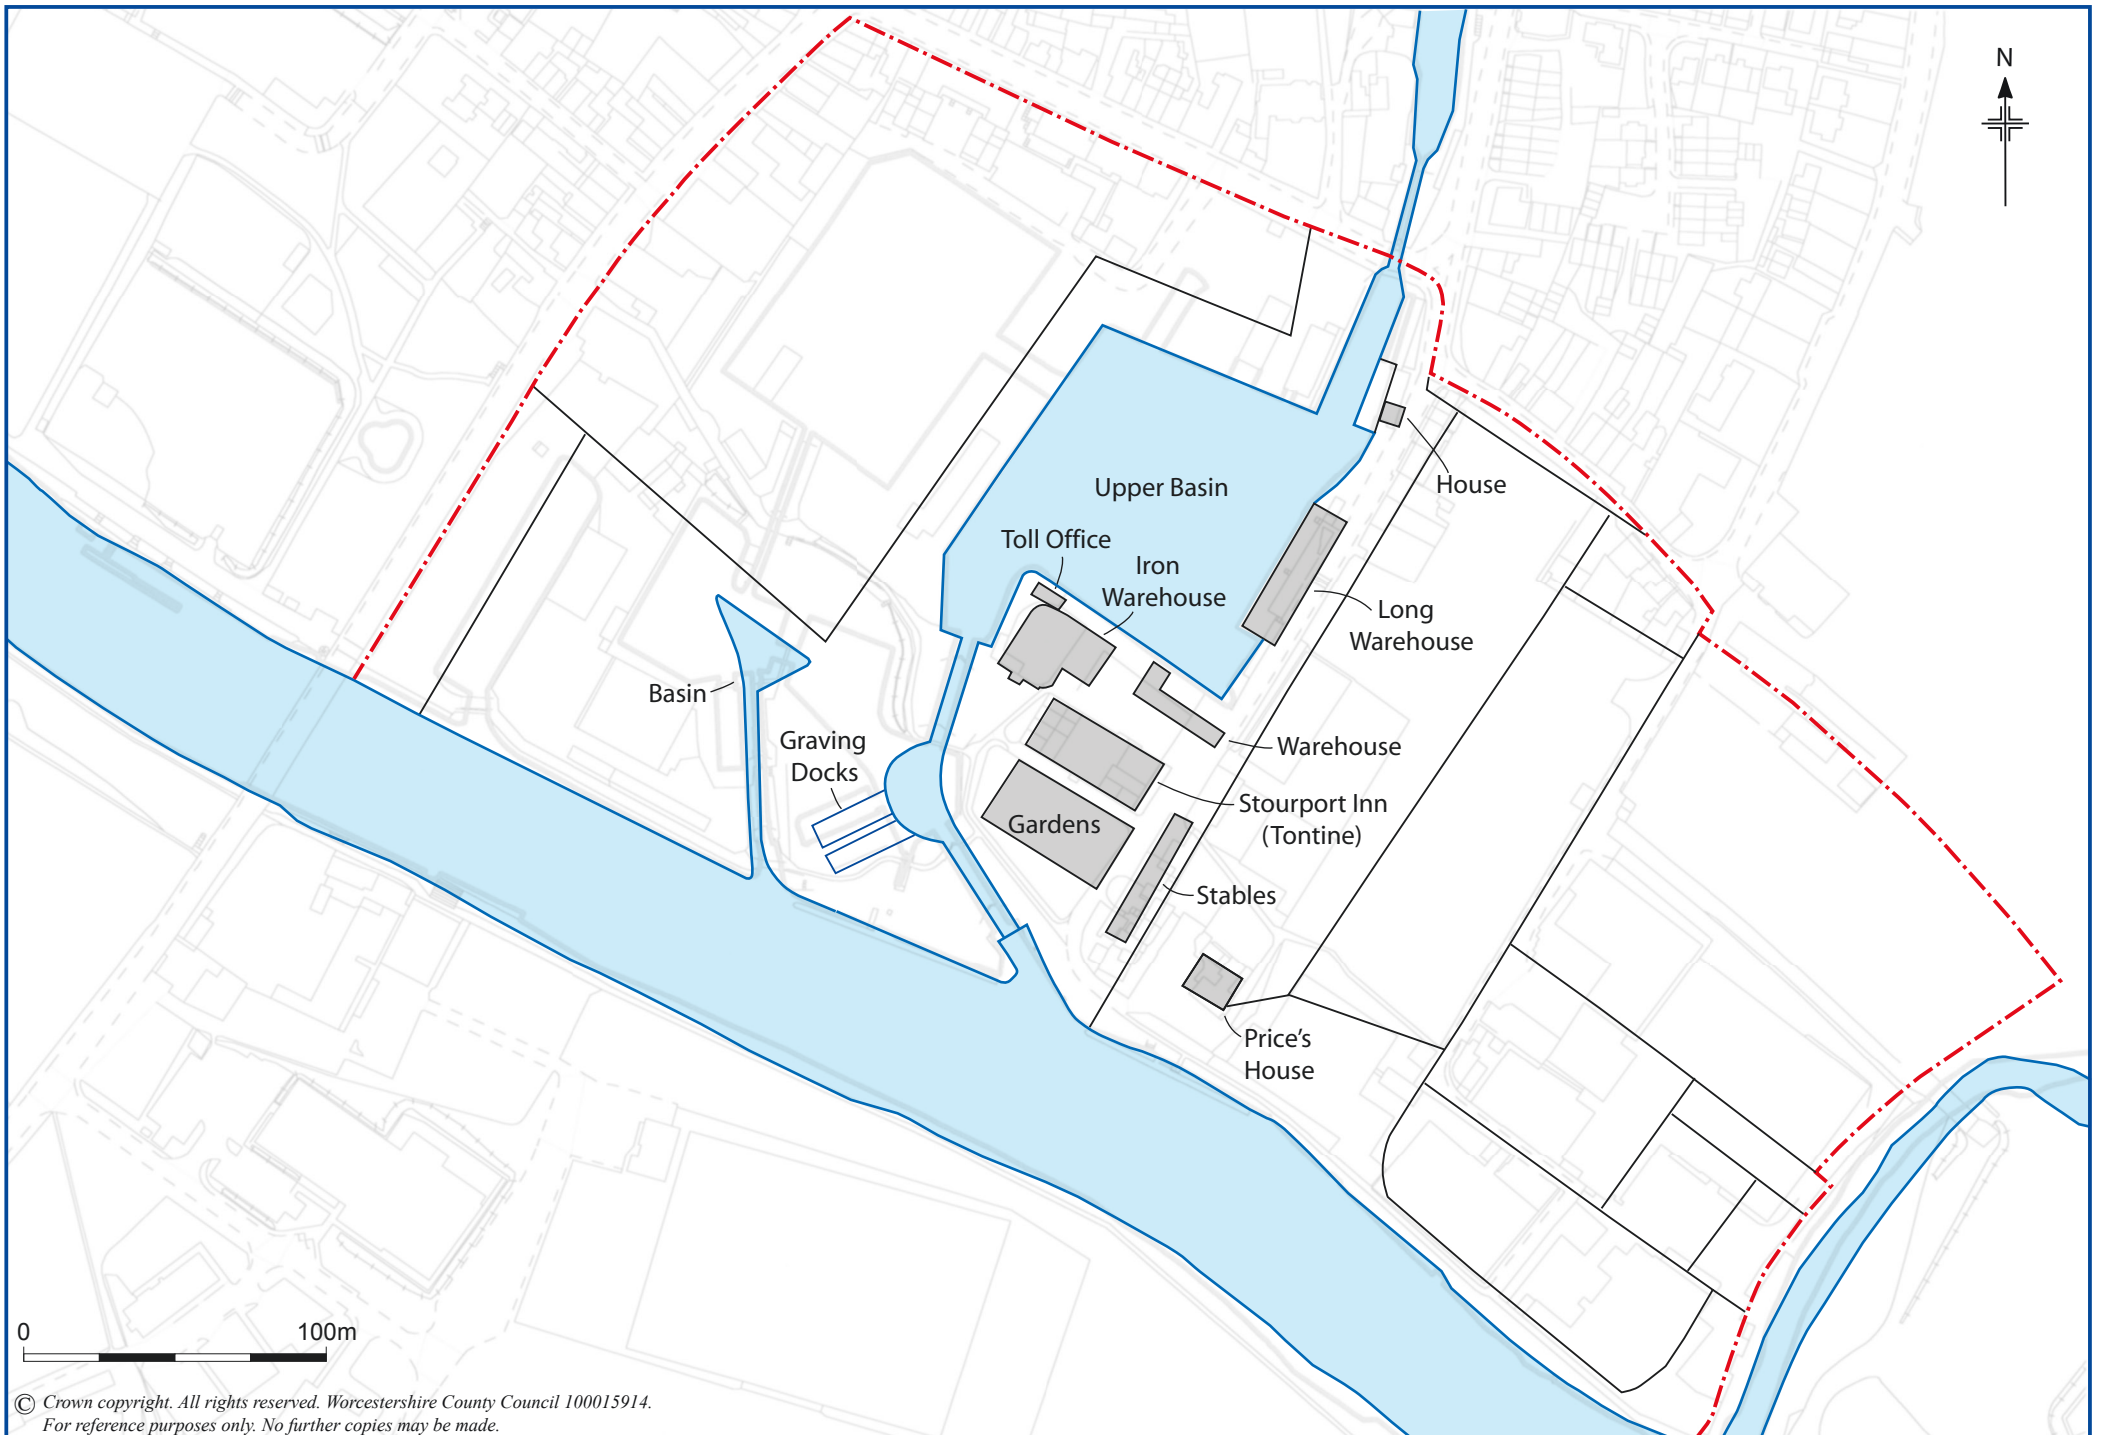 N
Upper Basin
House
Toll Office
Iron
Warehouse
Long
Warehouse
Basin
Graving
Docks
Warehouse
Stourport Inn
(Tontine)
Gardens
Stables
Price's
House
0 100m
© Crown copyright. All rights reserved. Worcestershire County Council 100015914.
For reference purposes only. No further copies may be made.